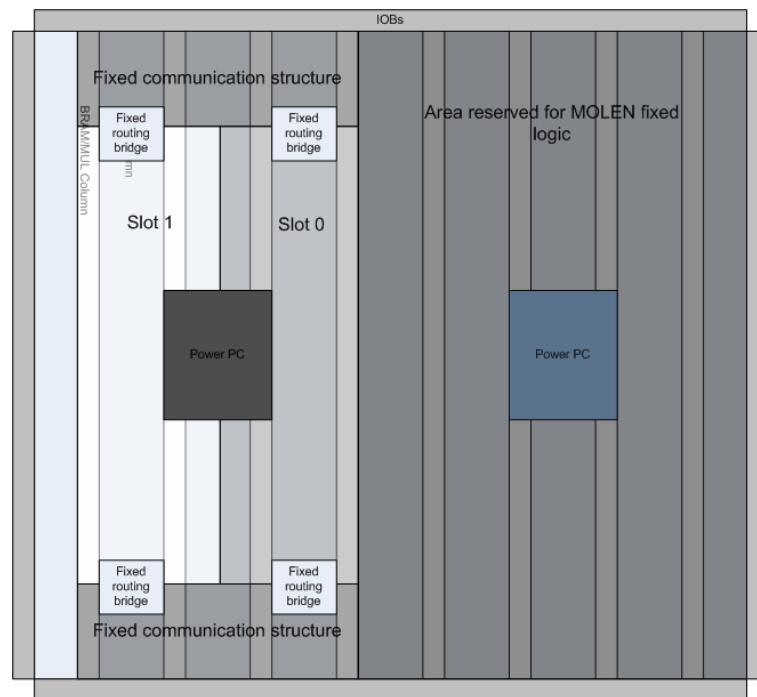 IOBs
Fixed communication structure
Fixed
routing
bridge
Fixed
routing
bridge
Area reserved for MOLEN fixed
logic
BRAM/MUL Column
mn
Slot 1
Slot 0
Power PC
Power PC
Fixed
routing
bridge
Fixed
routing
bridge
Fixed communication structure